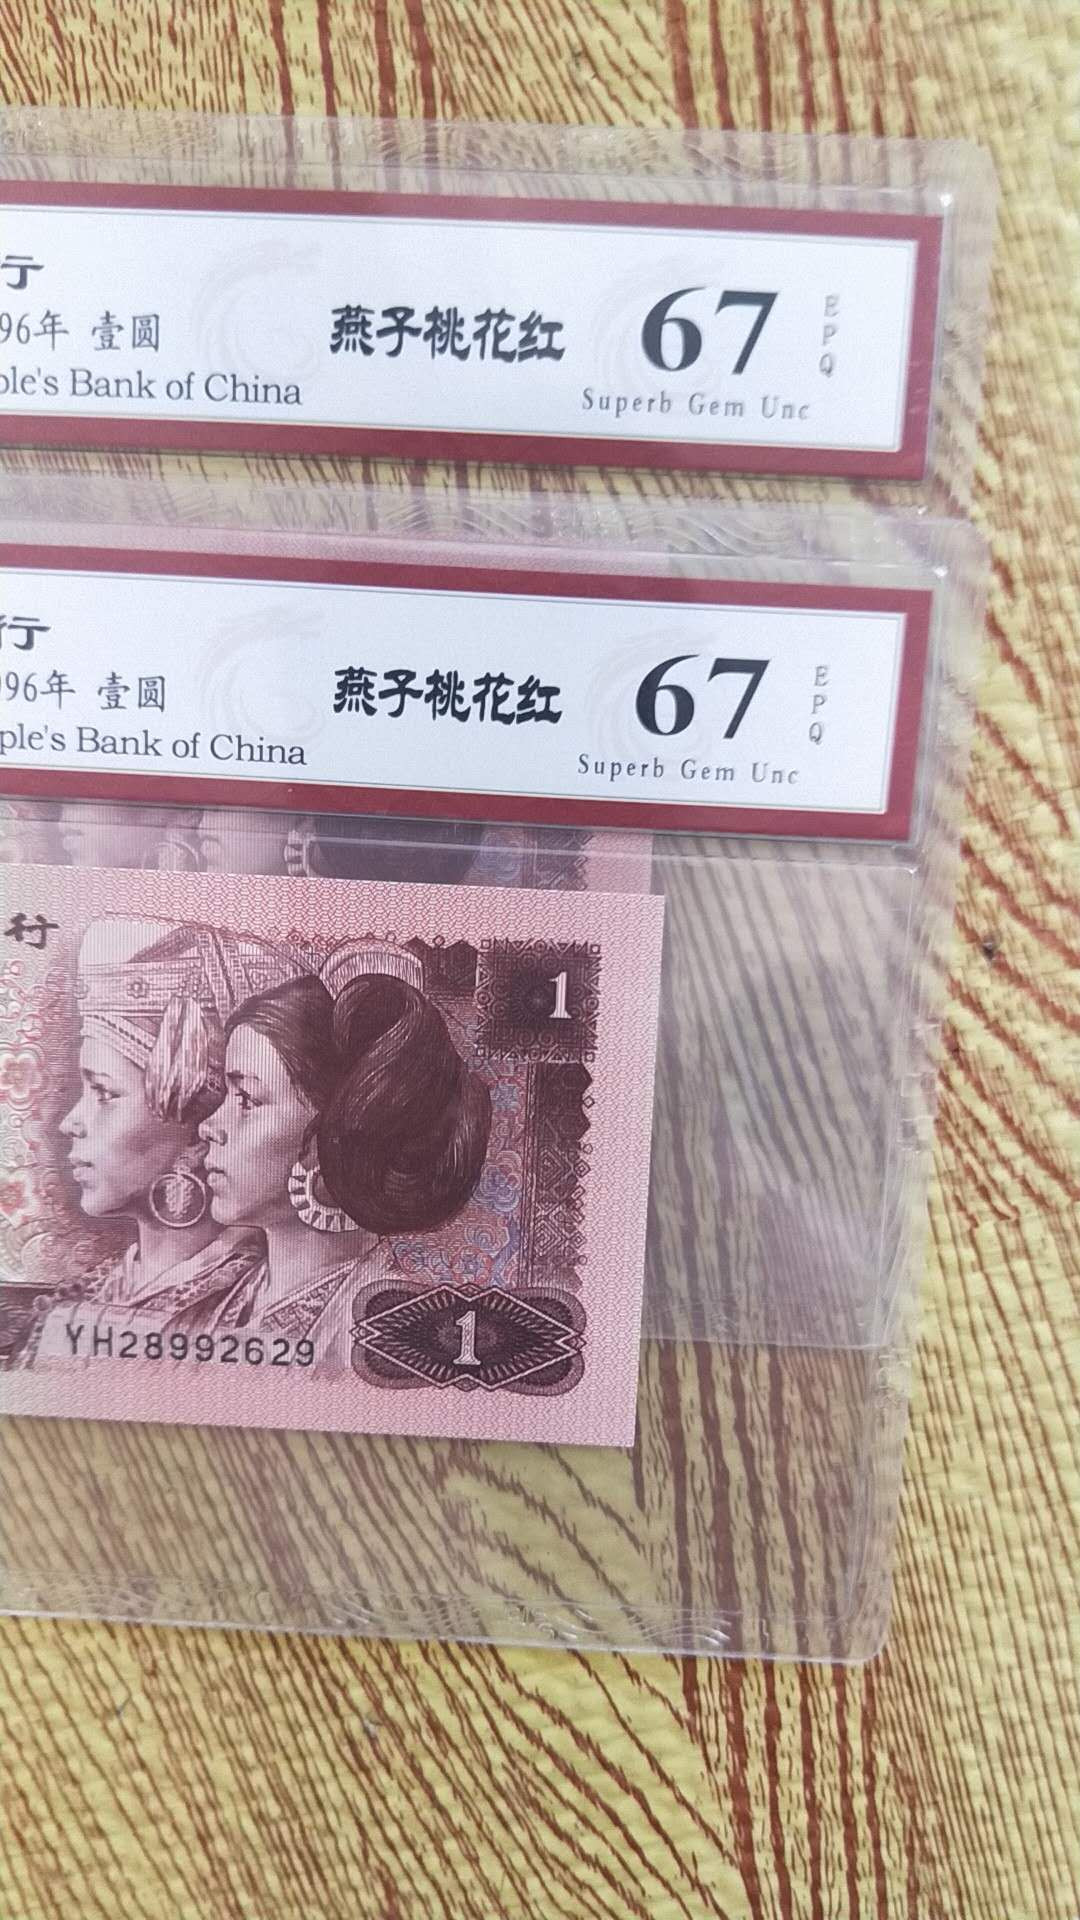 行
96年 壹圆
燕子桃花红
67
EPQ
ple's Bank of China
Superb Gem Unc
行
996年 壹圆
燕子桃花红
67
EPQ
ple's Bank of China
Superb Gem Unc
行
1
YH28992629
1